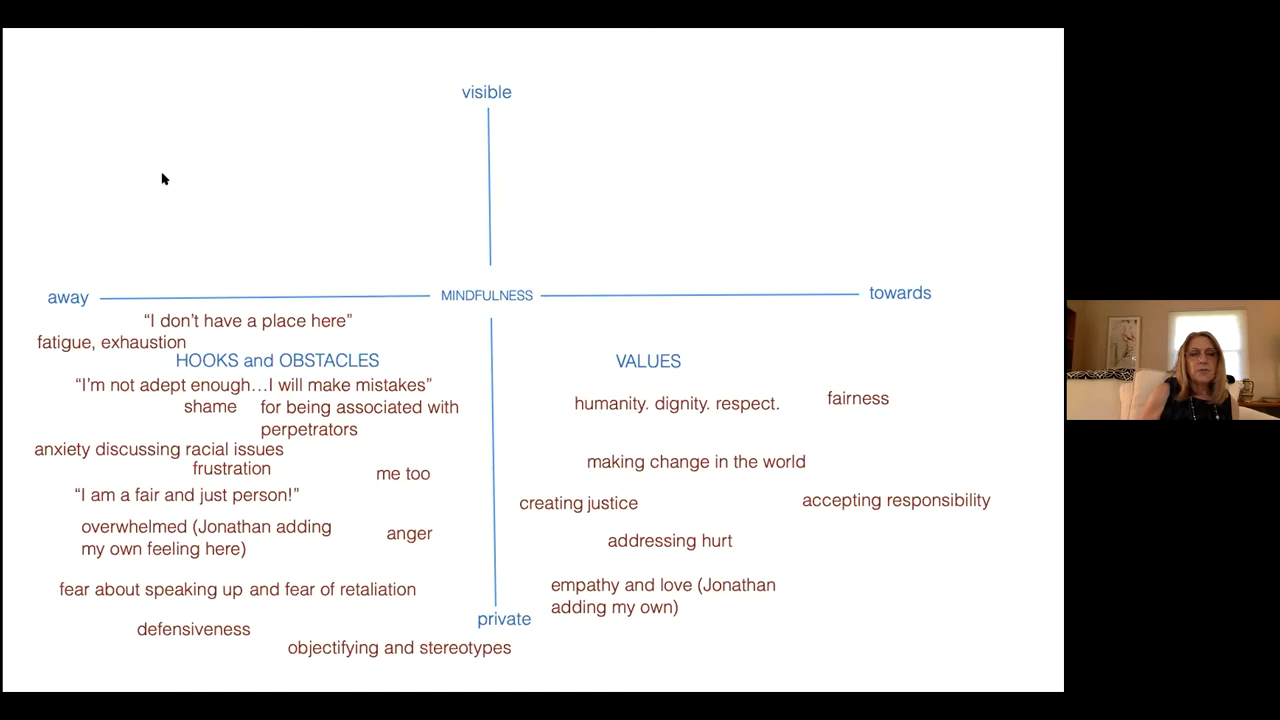 visible
away
MINDFULNESS
towards
“I don’t have a place here”
fatigue, exhaustion
HOOKS and OBSTACLES
“I’m not adept enough…I will make mistakes”
shame
for being associated with
perpetrators
anxiety discussing racial issues
frustration
me too
“I am a fair and just person!”
overwhelmed (Jonathan adding
my own feeling here)
anger
fear about speaking up and fear of retaliation
defensiveness
objectifying and stereotypes
VALUES
humanity. dignity. respect.
fairness
making change in the world
creating justice
accepting responsibility
addressing hurt
empathy and love (Jonathan
adding my own)
private